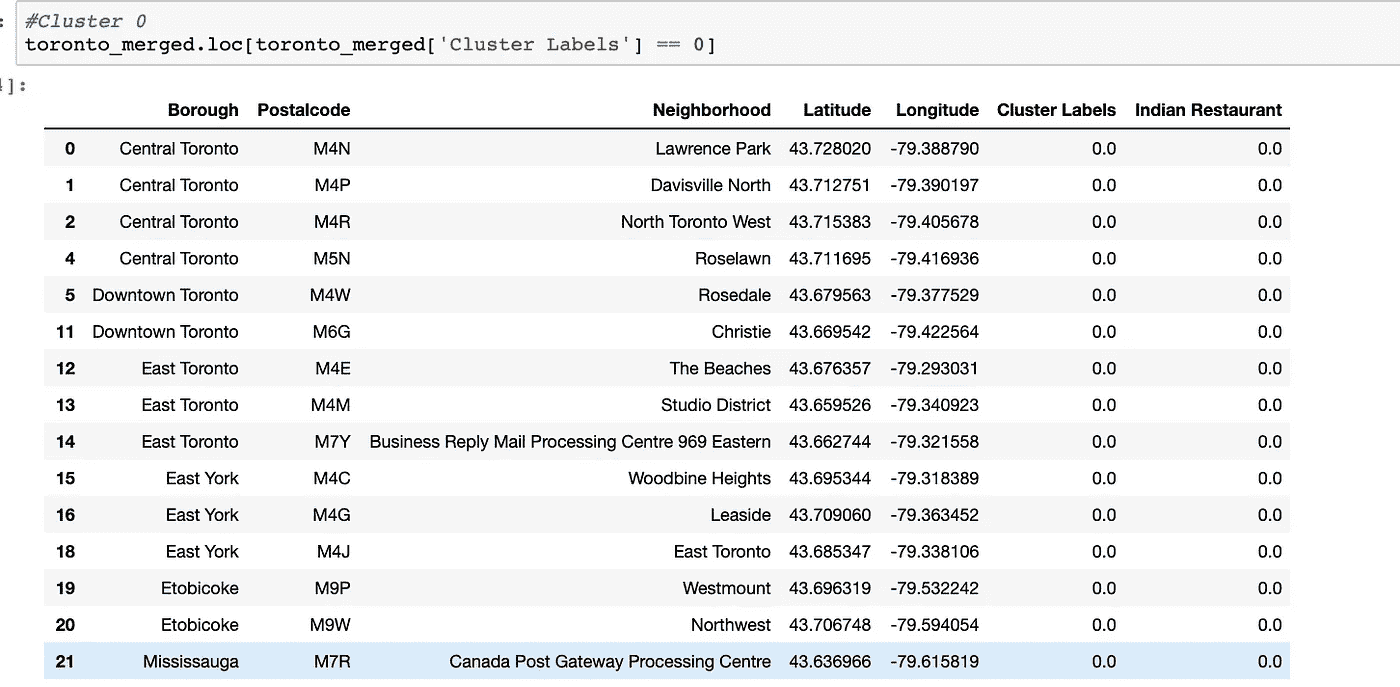 : #Cluster 0
toronto_merged.loc[toronto_merged['Cluster Labels'] == 0]
]:
Borough Postalcode Neighborhood Latitude Longitude Cluster Labels Indian Restaurant
0 Central Toronto M4N Lawrence Park 43.728020 -79.388790 0.0 0.0
1 Central Toronto M4P Davisville North 43.712751 -79.390197 0.0 0.0
2 Central Toronto M4R North Toronto West 43.715383 -79.405678 0.0 0.0
4 Central Toronto M5N Roselawn 43.711695 -79.416936 0.0 0.0
5 Downtown Toronto M4W Rosedale 43.679563 -79.377529 0.0 0.0
11 Downtown Toronto M6G Christie 43.669542 -79.422564 0.0 0.0
12 East Toronto M4E The Beaches 43.676357 -79.293031 0.0 0.0
13 East Toronto M4M Studio District 43.659526 -79.340923 0.0 0.0
14 East Toronto M7Y Business Reply Mail Processing Centre 969 Eastern 43.662744 -79.321558 0.0 0.0
15 East York M4C Woodbine Heights 43.695344 -79.318389 0.0 0.0
16 East York M4G Leaside 43.709060 -79.363452 0.0 0.0
18 East York M4J East Toronto 43.685347 -79.338106 0.0 0.0
19 Etobicoke M9P Westmount 43.696319 -79.532242 0.0 0.0
20 Etobicoke M9W Northwest 43.706748 -79.594054 0.0 0.0
21 Mississauga M7R Canada Post Gateway Processing Centre 43.636966 -79.615819 0.0 0.0